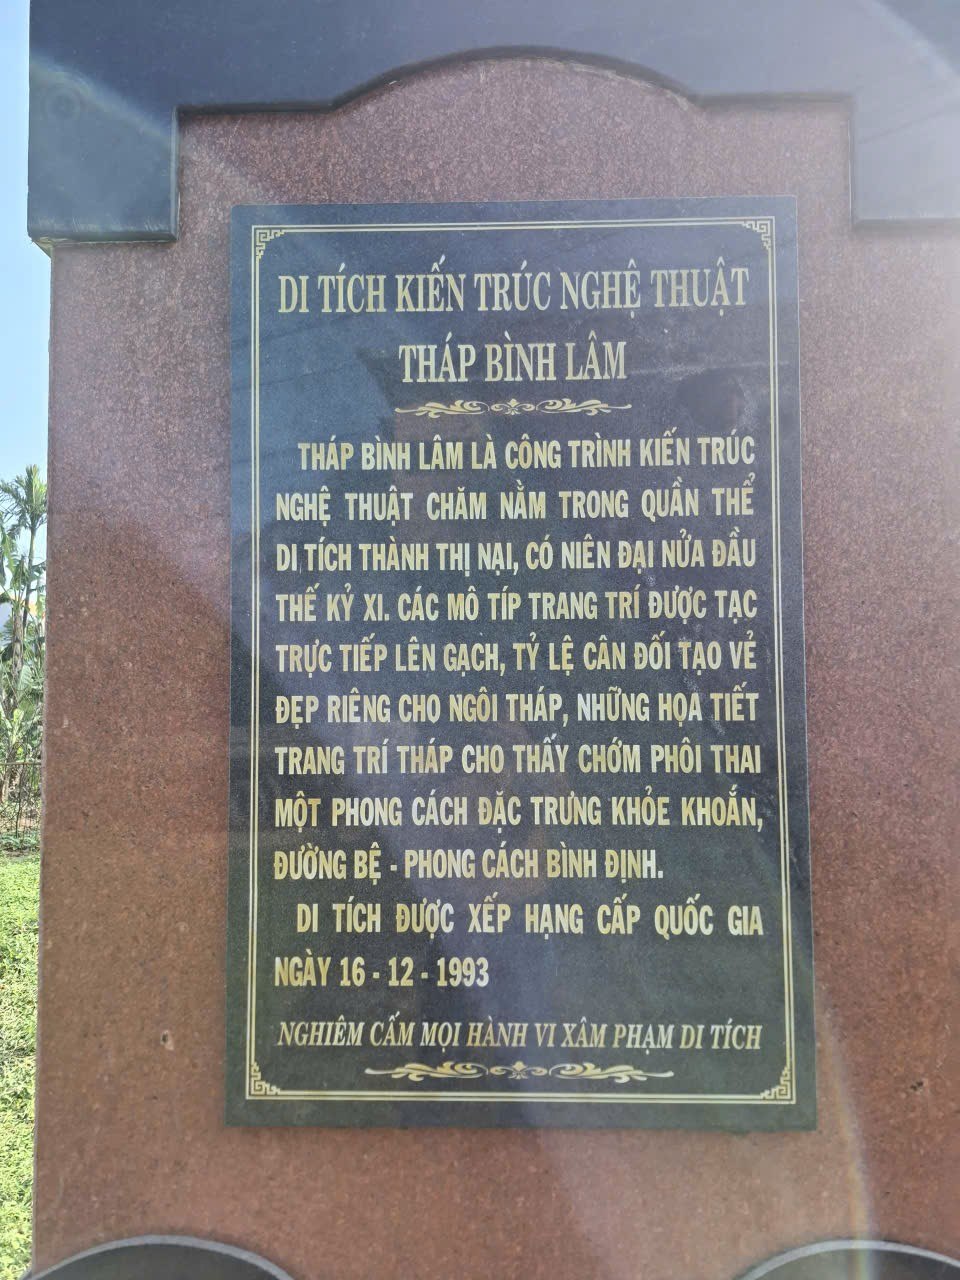 DI TÍCH KIẾN TRÚC NGHỆ THUẬT
THÁP BÌNH LÂM
THÁP BÌNH LÂM LÀ CÔNG TRÌNH KIẾN TRÚC
NGHỆ THUẬT CHĂM NẰM TRONG QUẦN THỂ
DI TÍCH THÀNH THỊ NẠI, CÓ NIÊN ĐẠI NỬA ĐẦU
THẾ KỶ XI. CÁC MÔ TÍP TRANG TRÍ ĐƯỢC TẠC
TRỰC TIẾP LÊN GẠCH, TỶ LỆ CÂN ĐỐI TẠO VẺ
ĐẸP RIÊNG CHO NGÔI THÁP, NHỮNG HỌA TIẾT
TRANG TRÍ THÁP CHO THẤY CHỚM PHÔI THAI
MỘT PHONG CÁCH ĐẶC TRƯNG KHỎE KHOẮN,
ĐƯỜNG BỆ - PHONG CÁCH BÌNH ĐỊNH.
DI TÍCH ĐƯỢC XẾP HẠNG CẤP QUỐC GIA
NGÀY 16 - 12 - 1993
NGHIÊM CẤM MỌI HÀNH VI XÂM PHẠM DI TÍCH